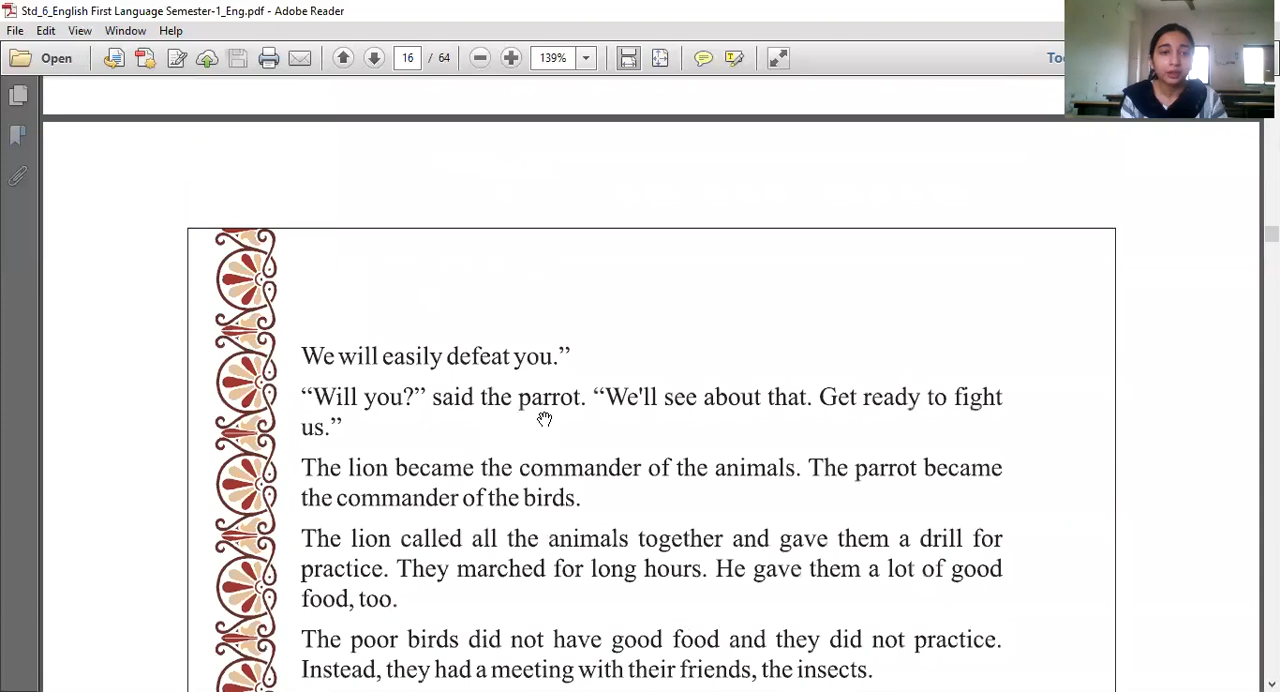 Std_6_English First Language Semester-1_Eng.pdf - Adobe Reader
File Edit View Window Help
Open 16 / 64 139%
We will easily defeat you.”
“Will you?” said the parrot. “We'll see about that. Get ready to fight
us.”
The lion became the commander of the animals. The parrot became
the commander of the birds.
The lion called all the animals together and gave them a drill for
practice. They marched for long hours. He gave them a lot of good
food, too.
The poor birds did not have good food and they did not practice.
Instead, they had a meeting with their friends, the insects.